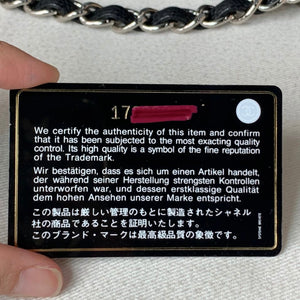 17
We certify the authenticity of this item and confirm
that it has been subjected to the most exacting quality
control. Its high quality is a symbol of the fine reputation
of the Trademark.
Wir bestätigen, dass es sich um einen Artikel handelt,
der während seiner Herstellung strengsten Kontrollen
unterworfen war, und dessen erstklassige Qualität
dem hohen Ansehen unserer Marke entspricht.
この製品は厳しい管理のもとに製造されたシャネル
社の商品であることを証明いたします。
このブランド・マークは最高級品質の象徴です。